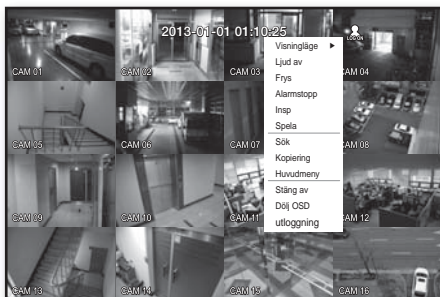 2013-01-01 01:10:25
LOG ON
CAM 01
CAM 02
CAM 03
CAM 04
Visningläge
Ljud av
Frys
Alarmstopp
Insp
Spela
Sök
Kopiering
Huvudmeny
Stäng av
Dölj OSD
utloggning
CAM 05
CAM 06
CAM 07
CAM 08
CAM 09
CAM 10
CAM 11
CAM 12
CAM 13
CAM 14
CAM 15
CAM 16